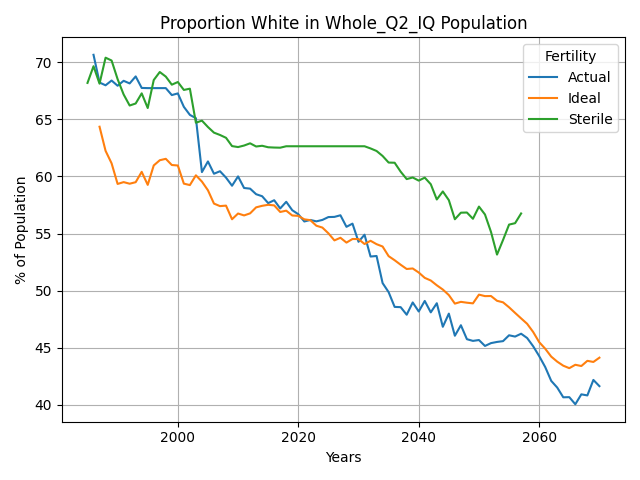 Proportion White in Whole_Q2_IQ Population
% of Population
70
65
60
55
50
45
40
Fertility
Actual
Ideal
Sterile
2000
2020
2040
2060
Years